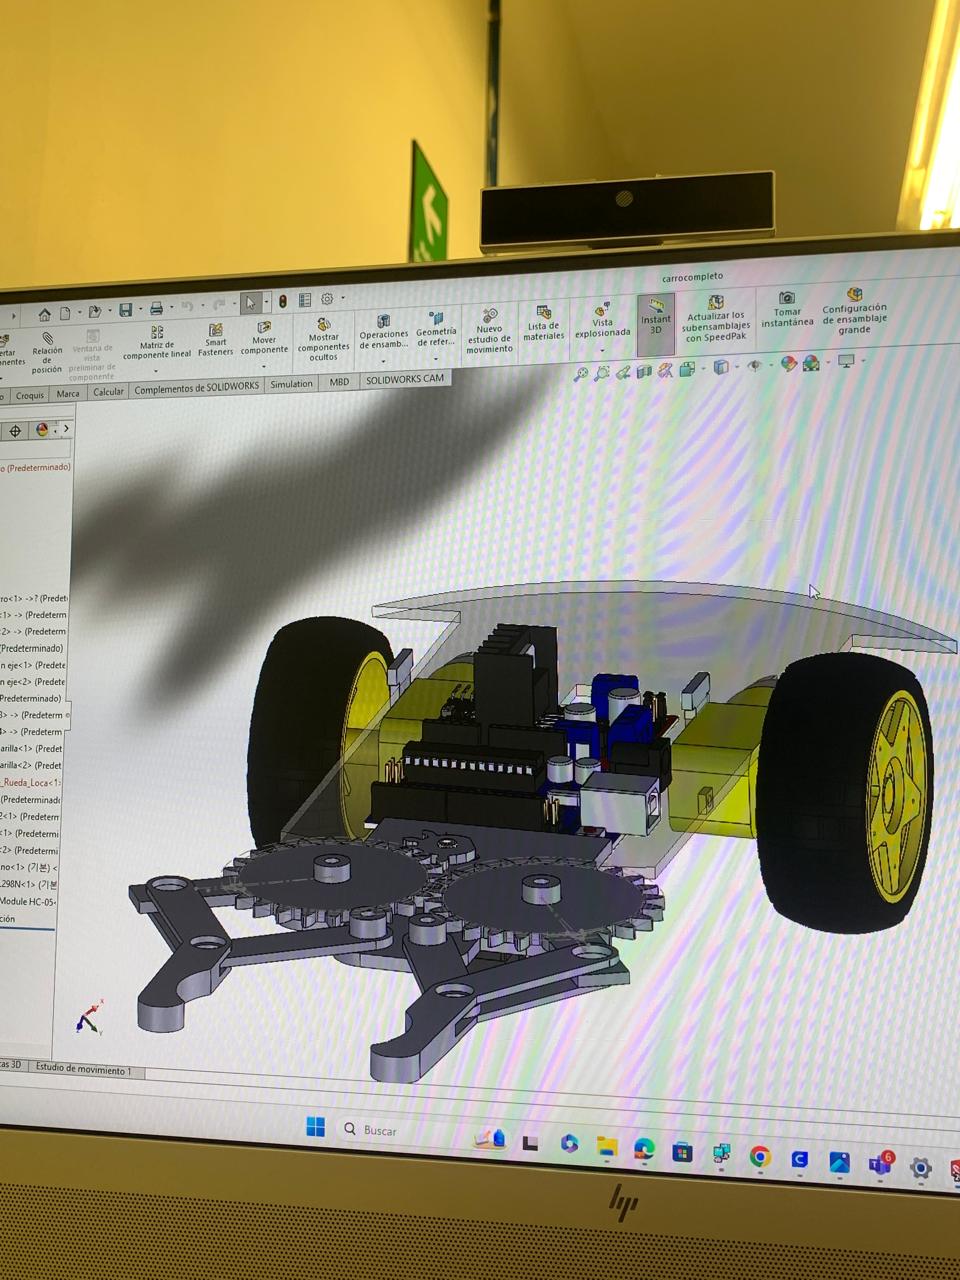 carrocompleto
Relación de posición
Ventana de vista preliminar de componente
Matriz de componente lineal
Smart Fasteners
Mover componente
Mostrar componentes ocultos
Operaciones de ensamb...
Geometría de refer...
Nuevo estudio de movimiento
Lista de materiales
Vista explosionada
Instant 3D
Actualizar los subensamblajes con SpeedPak
Tomar instantánea
Configuración de ensamblaje grande
Croquis
Marca
Calcular
Complementos de SOLIDWORKS
Simulation
MBD
SOLIDWORKS CAM
o (Predeterminado)
ro<1> ->? (Predet
<1> -> (Predeterm
<2> -> (Predeterm
(Predeterminado)
n eje<1> (Predete
n eje<2> (Predete
Predeterminado)
> -> (Predeterm
> -> (Predeterm
arilla<1> (Predet
arilla<2> (Predet
_Rueda_Loca<1>
(Predeterminado
2<1> (Predeterm
<1> (Predetermi
<2> (Predetermi
no<1> (기본) <
L298N<1> (기본
Module HC-05<
ción
as 3D
Estudio de movimiento 1
Buscar
6
hp